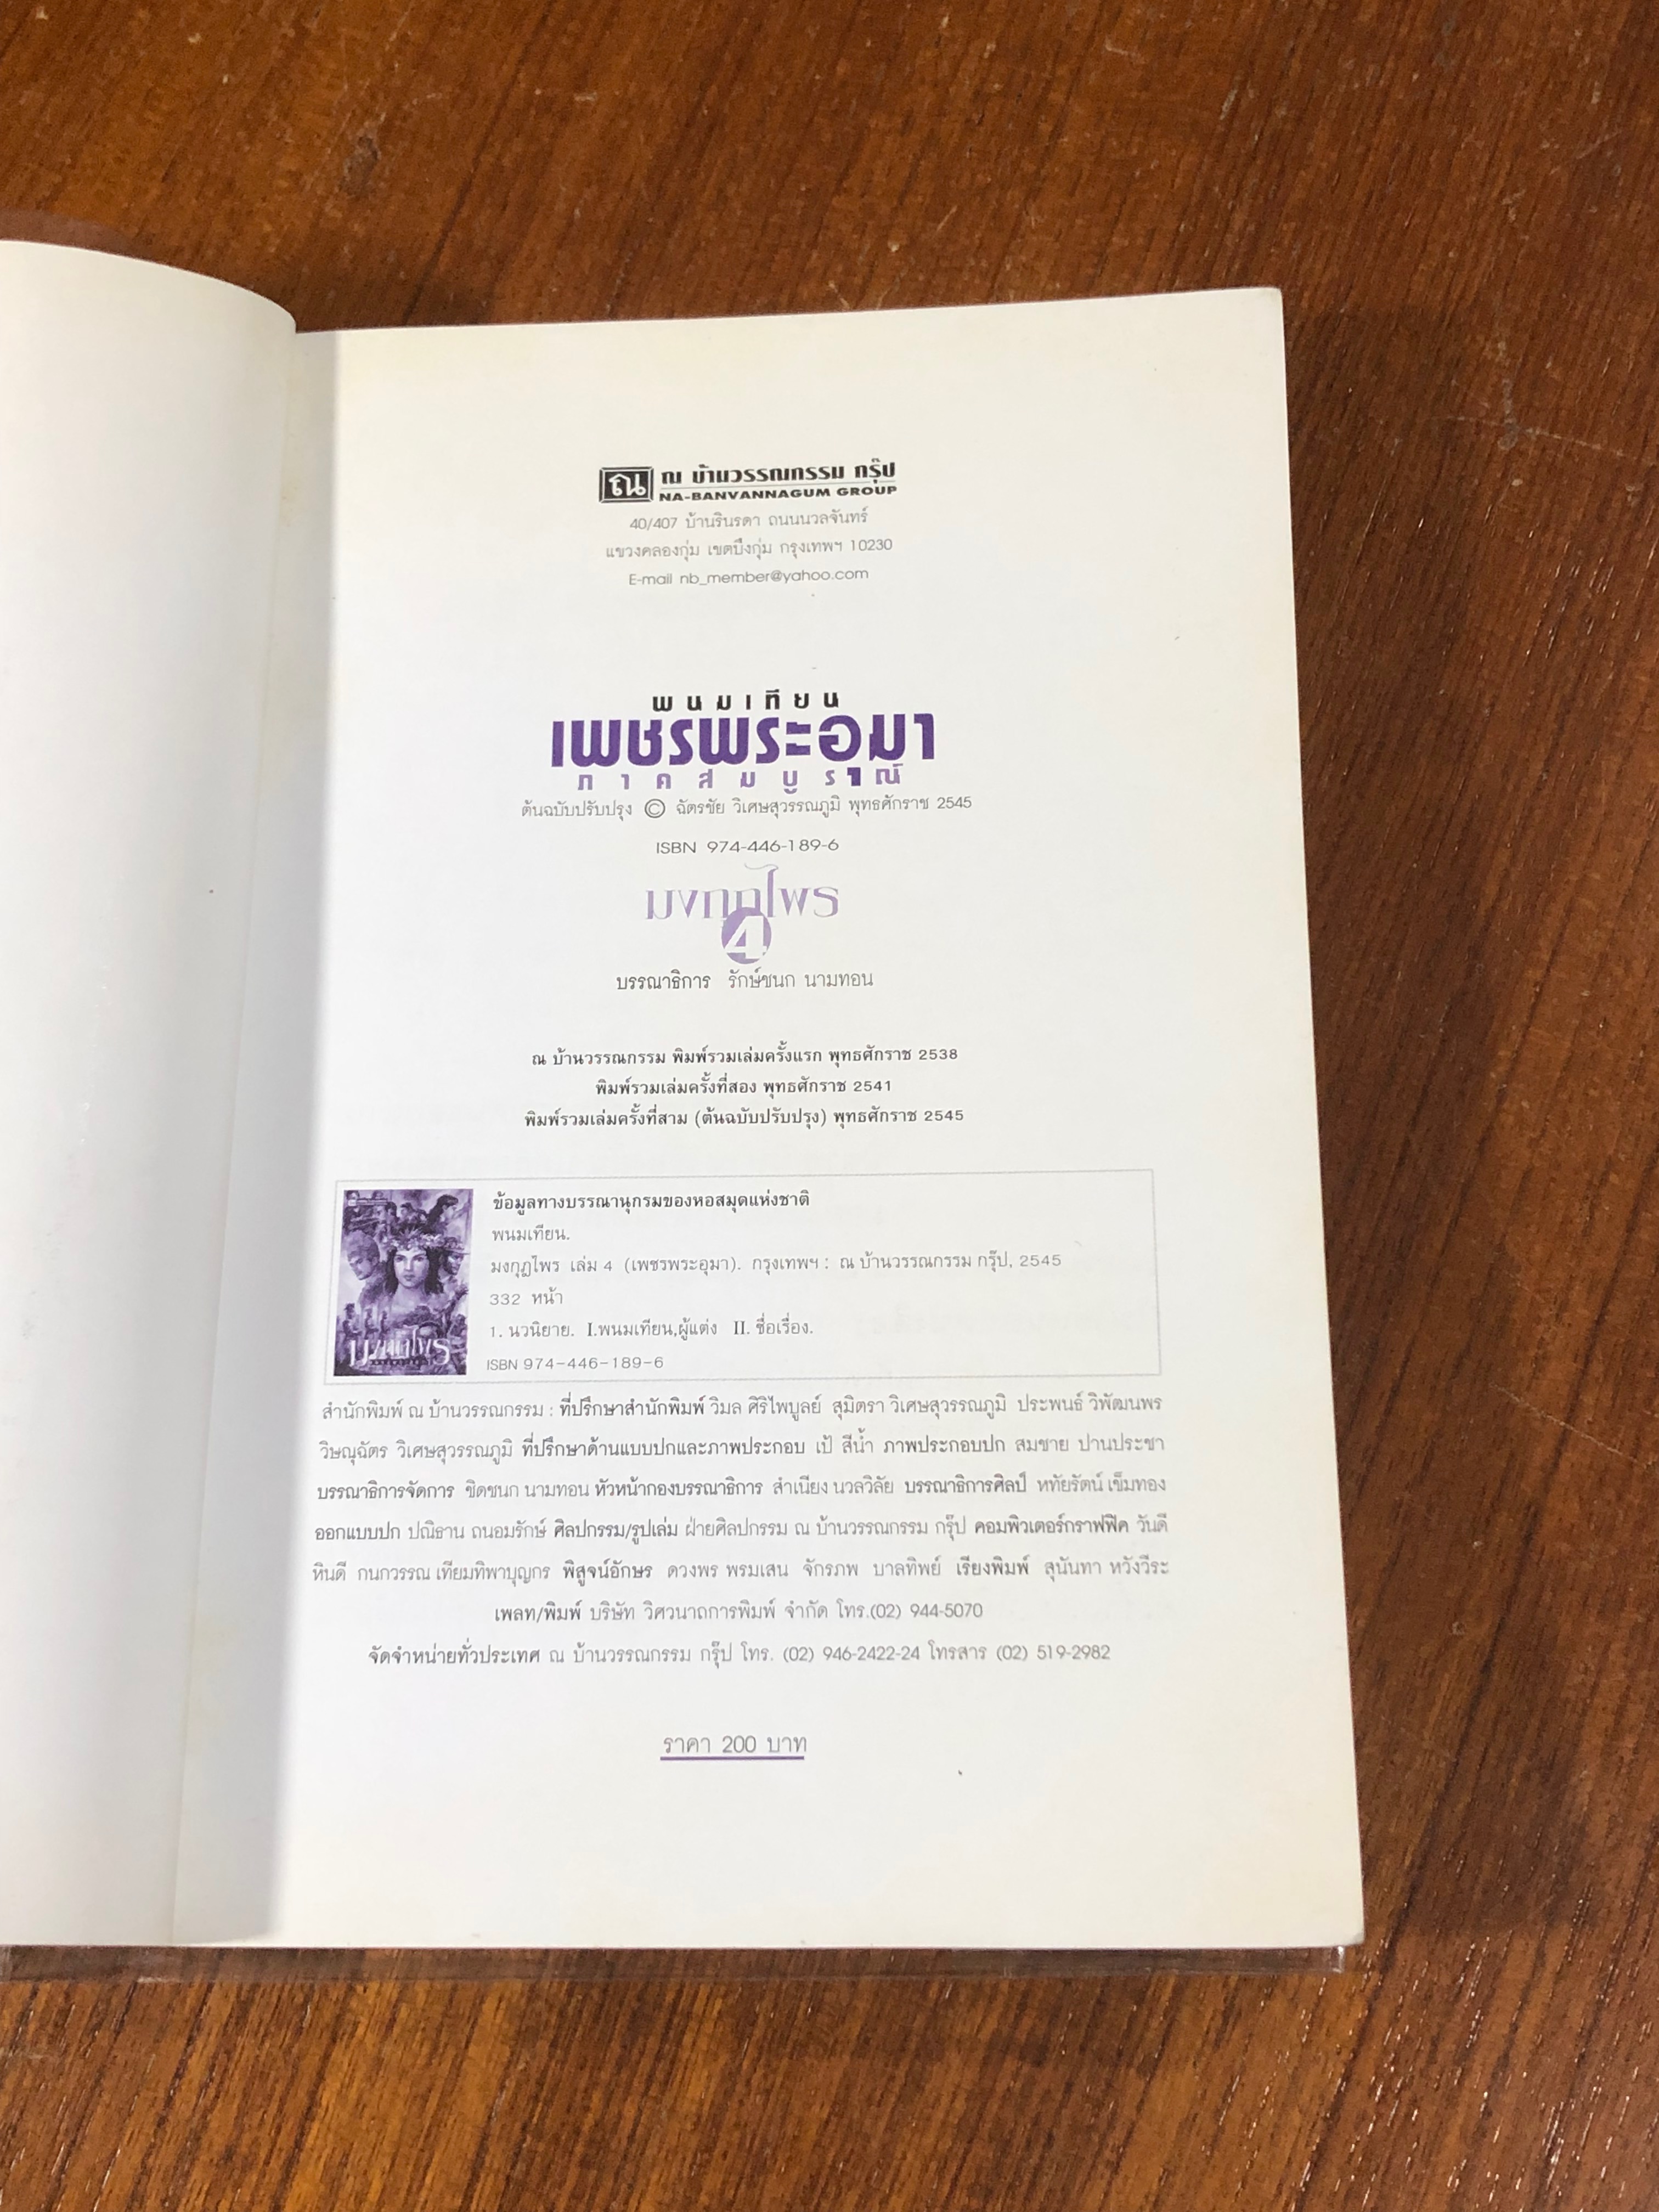 ณ ณ บ้านวรรณกรรม กรุ๊ป
NA-BANVANNAGUM GROUP
40/407 บ้านรินรดา ถนนนวลจันทร์
แขวงคลองกุ่ม เขตบึงกุ่ม กรุงเทพฯ 10230
E-mail nb_member@yahoo.com
พนมเทียน
เพชรพระอุมา
ภาคสมบูรณ์
ต้นฉบับปรับปรุง © ฉัตรชัย วิเศษสุวรรณภูมิ พุทธศักราช 2545
ISBN 974-446-189-6
มงกุฎไพร
4
บรรณาธิการ รักษ์ชนก นามทอน
ณ บ้านวรรณกรรม พิมพ์รวมเล่มครั้งแรก พุทธศักราช 2538
พิมพ์รวมเล่มครั้งที่สอง พุทธศักราช 2541
พิมพ์รวมเล่มครั้งที่สาม (ต้นฉบับปรับปรุง) พุทธศักราช 2545
มงกุฎไพร
ข้อมูลทางบรรณานุกรมของหอสมุดแห่งชาติ
พนมเทียน.
มงกุฎไพร เล่ม 4 (เพชรพระอุมา). กรุงเทพฯ : ณ บ้านวรรณกรรม กรุ๊ป, 2545
332 หน้า
1. นวนิยาย. I.พนมเทียน,ผู้แต่ง II. ชื่อเรื่อง.
ISBN 974-446-189-6
สำนักพิมพ์ ณ บ้านวรรณกรรม : ที่ปรึกษาสำนักพิมพ์ วิมล ศิริไพบูลย์ สุมิตรา วิเศษสุวรรณภูมิ ประพนธ์ วิพัฒนพร
วิษณุฉัตร วิเศษสุวรรณภูมิ ที่ปรึกษาด้านแบบปกและภาพประกอบ เป้ สีน้ำ ภาพประกอบปก สมชาย ปานประชา
บรรณาธิการจัดการ ชิดชนก นามทอน หัวหน้ากองบรรณาธิการ สำเนียง นวลวิลัย บรรณาธิการศิลป์ หทัยรัตน์ เข็มทอง
ออกแบบปก ปณิธาน ถนอมรักษ์ ศิลปกรรม/รูปเล่ม ฝ่ายศิลปกรรม ณ บ้านวรรณกรรม กรุ๊ป คอมพิวเตอร์กราฟฟิค วันดี
หินดี กนกวรรณ เทียมทิพาบุญกร พิสูจน์อักษร ดวงพร พรมเสน จักรภพ บาลทิพย์ เรียงพิมพ์ สุนันทา หวังวีระ
เพลท/พิมพ์ บริษัท วิศวนาถการพิมพ์ จำกัด โทร.(02) 944-5070
จัดจำหน่ายทั่วประเทศ ณ บ้านวรรณกรรม กรุ๊ป โทร. (02) 946-2422-24 โทรสาร (02) 519-2982
ราคา 200 บาท